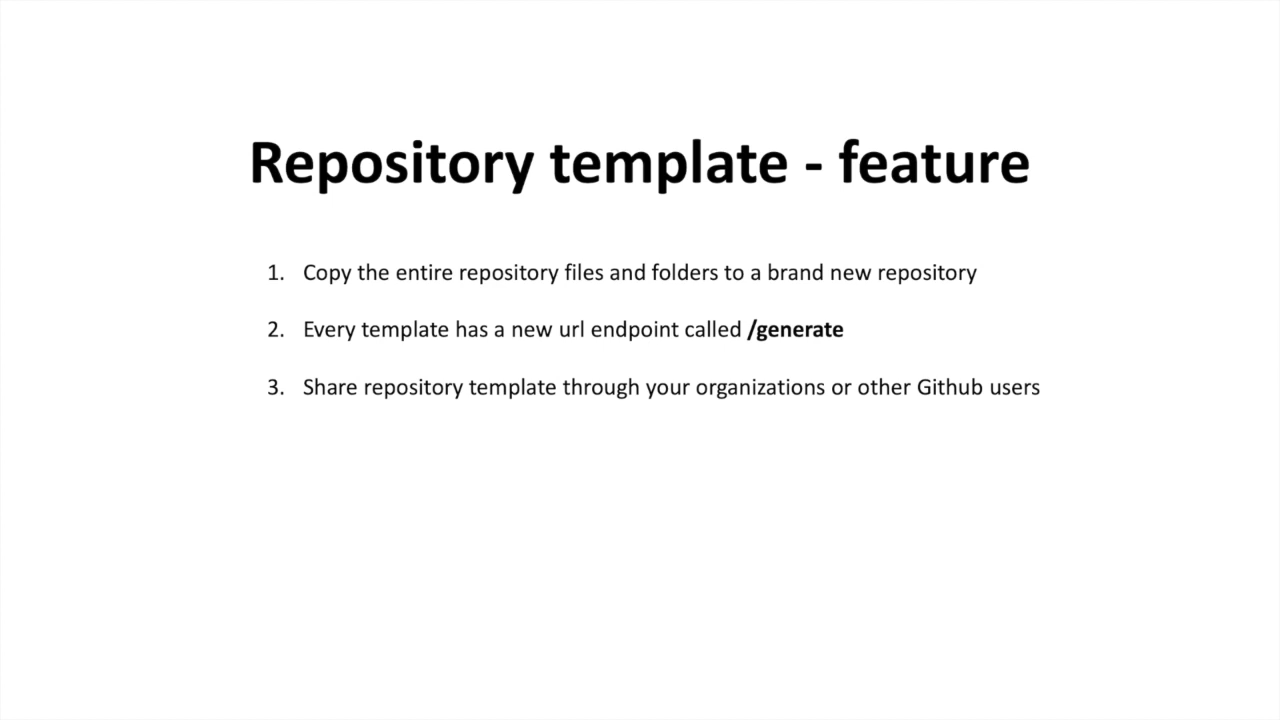 Repository template - feature
1. Copy the entire repository files and folders to a brand new repository
2. Every template has a new url endpoint called /generate
3. Share repository template through your organizations or other Github users